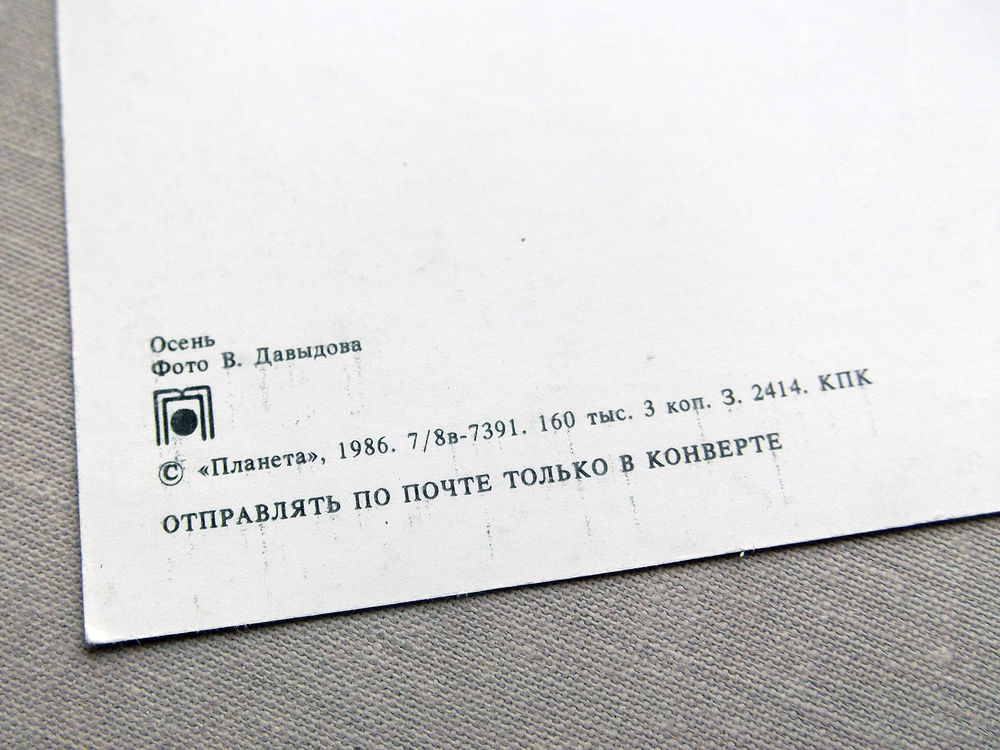 Осень
Фото В. Давыдова
© «Планета», 1986. 7/8в-7391. 160 тыс. 3 коп. З. 2414. КПК
ОТПРАВЛЯТЬ ПО ПОЧТЕ ТОЛЬКО В КОНВЕРТЕ